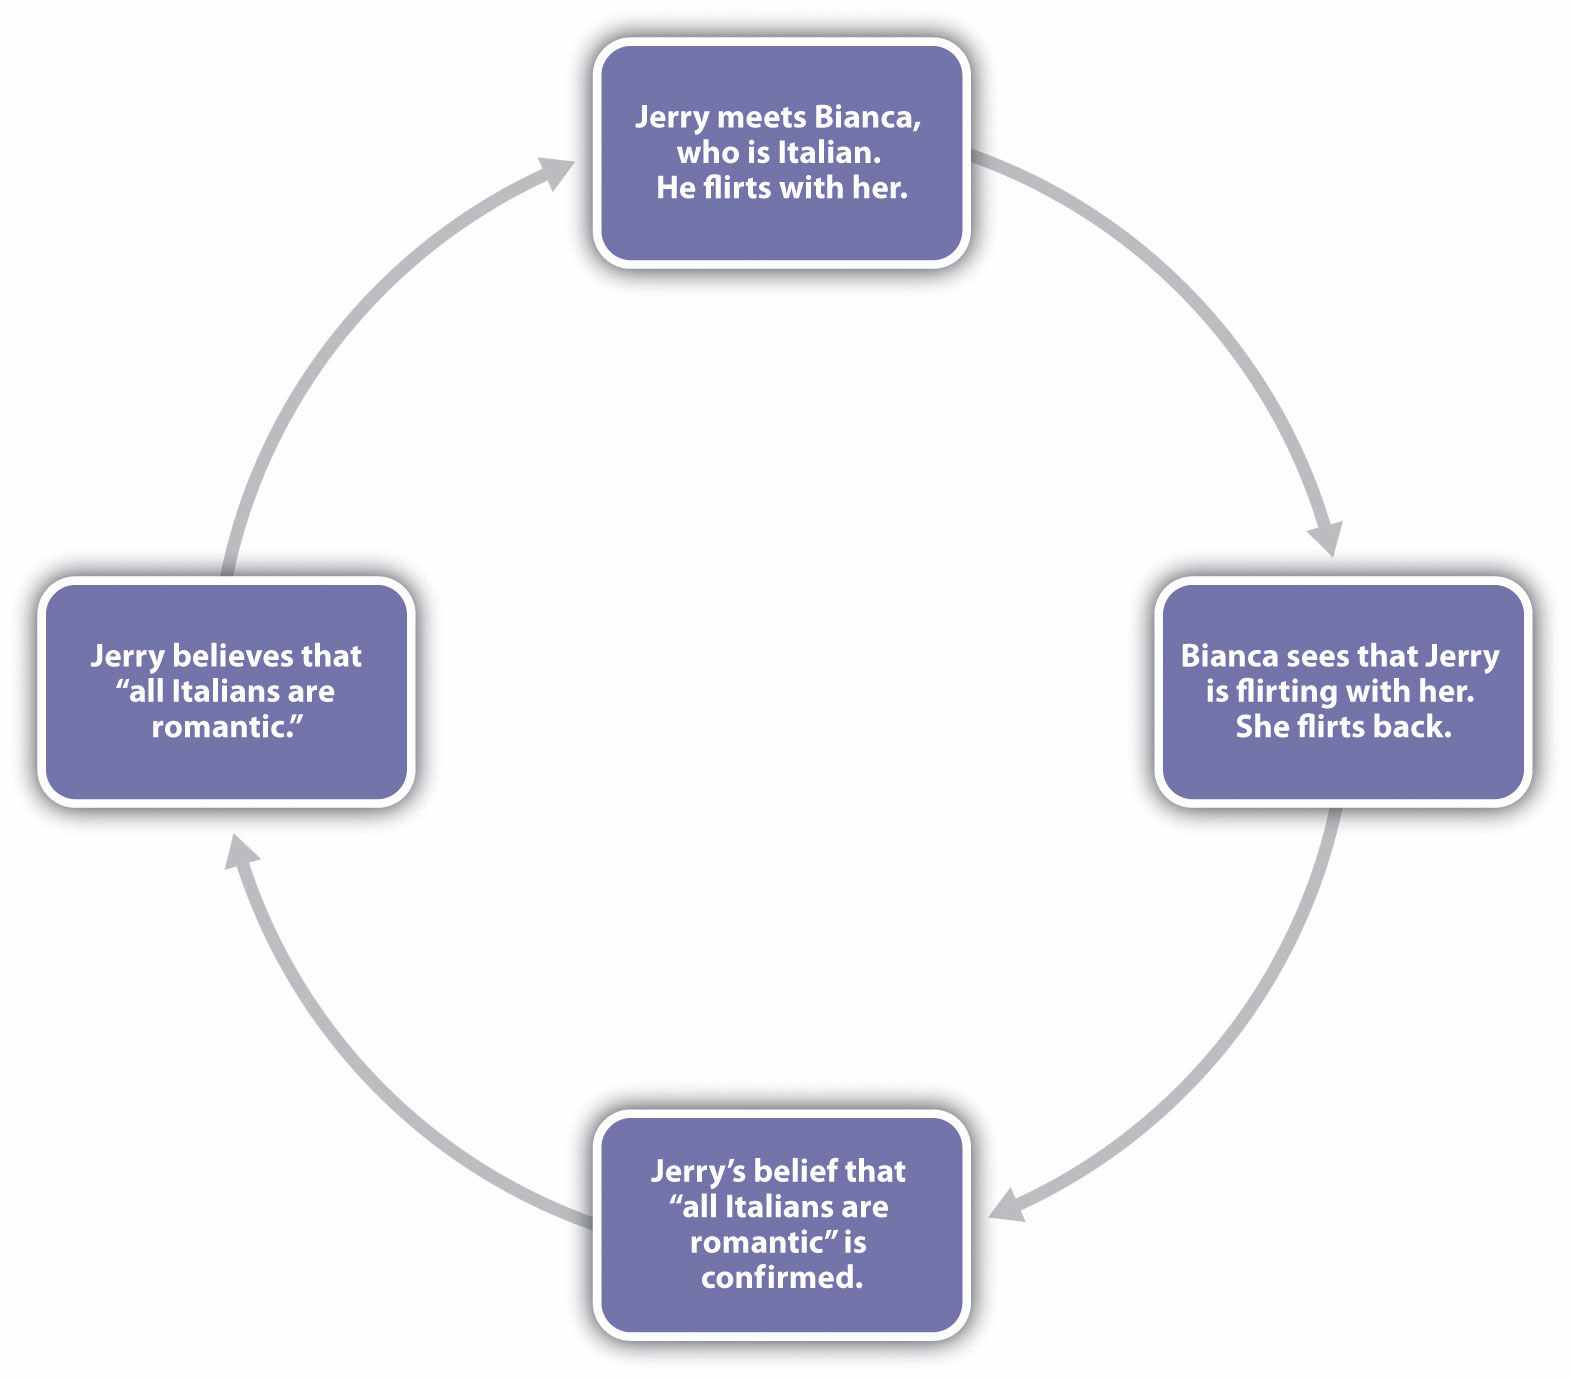 Jerry meets Bianca,
who is Italian.
He flirts with her.
Bianca sees that Jerry
is flirting with her.
She flirts back.
Jerry’s belief that
“all Italians are
romantic” is
confirmed.
Jerry believes that
“all Italians are
romantic.”